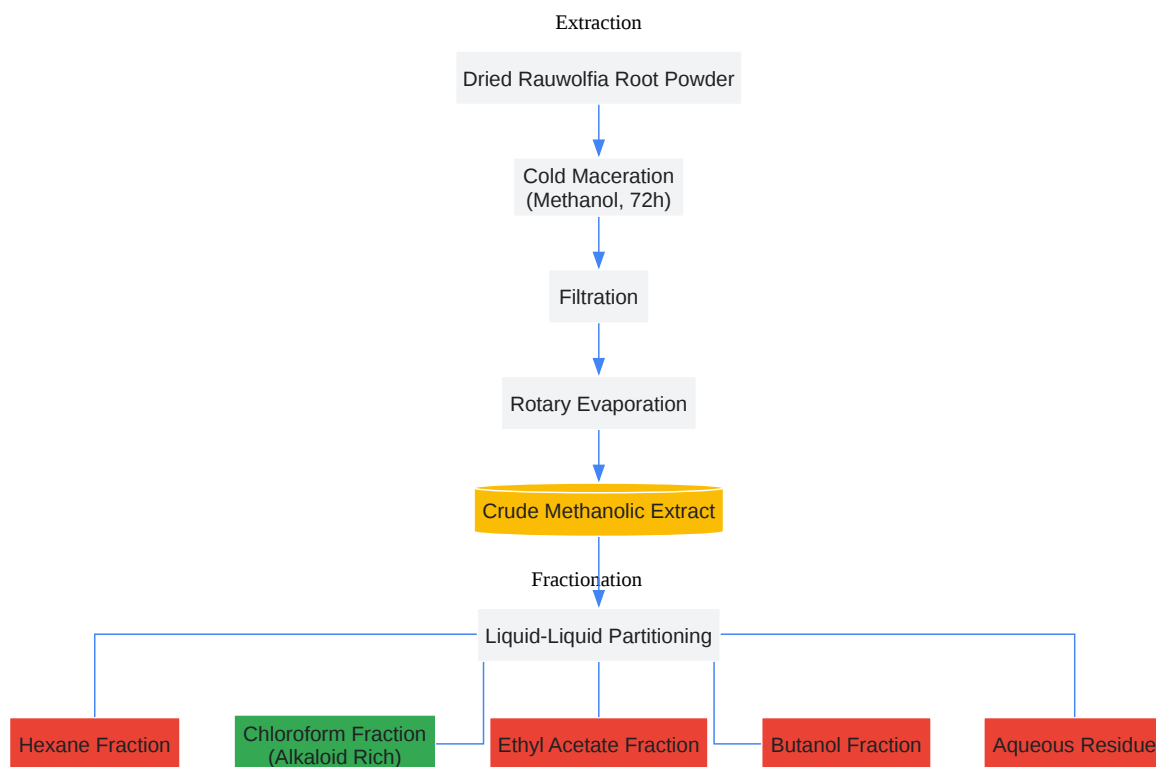 Extraction
Dried Rauwolfia Root Powder
Cold Maceration
(Methanol, 72h)
Filtration
Rotary Evaporation
Crude Methanolic Extract
Fractionation
Liquid-Liquid Partitioning
Hexane Fraction
Chloroform Fraction
(Alkaloid Rich)
Ethyl Acetate Fraction
Butanol Fraction
Aqueous Residue